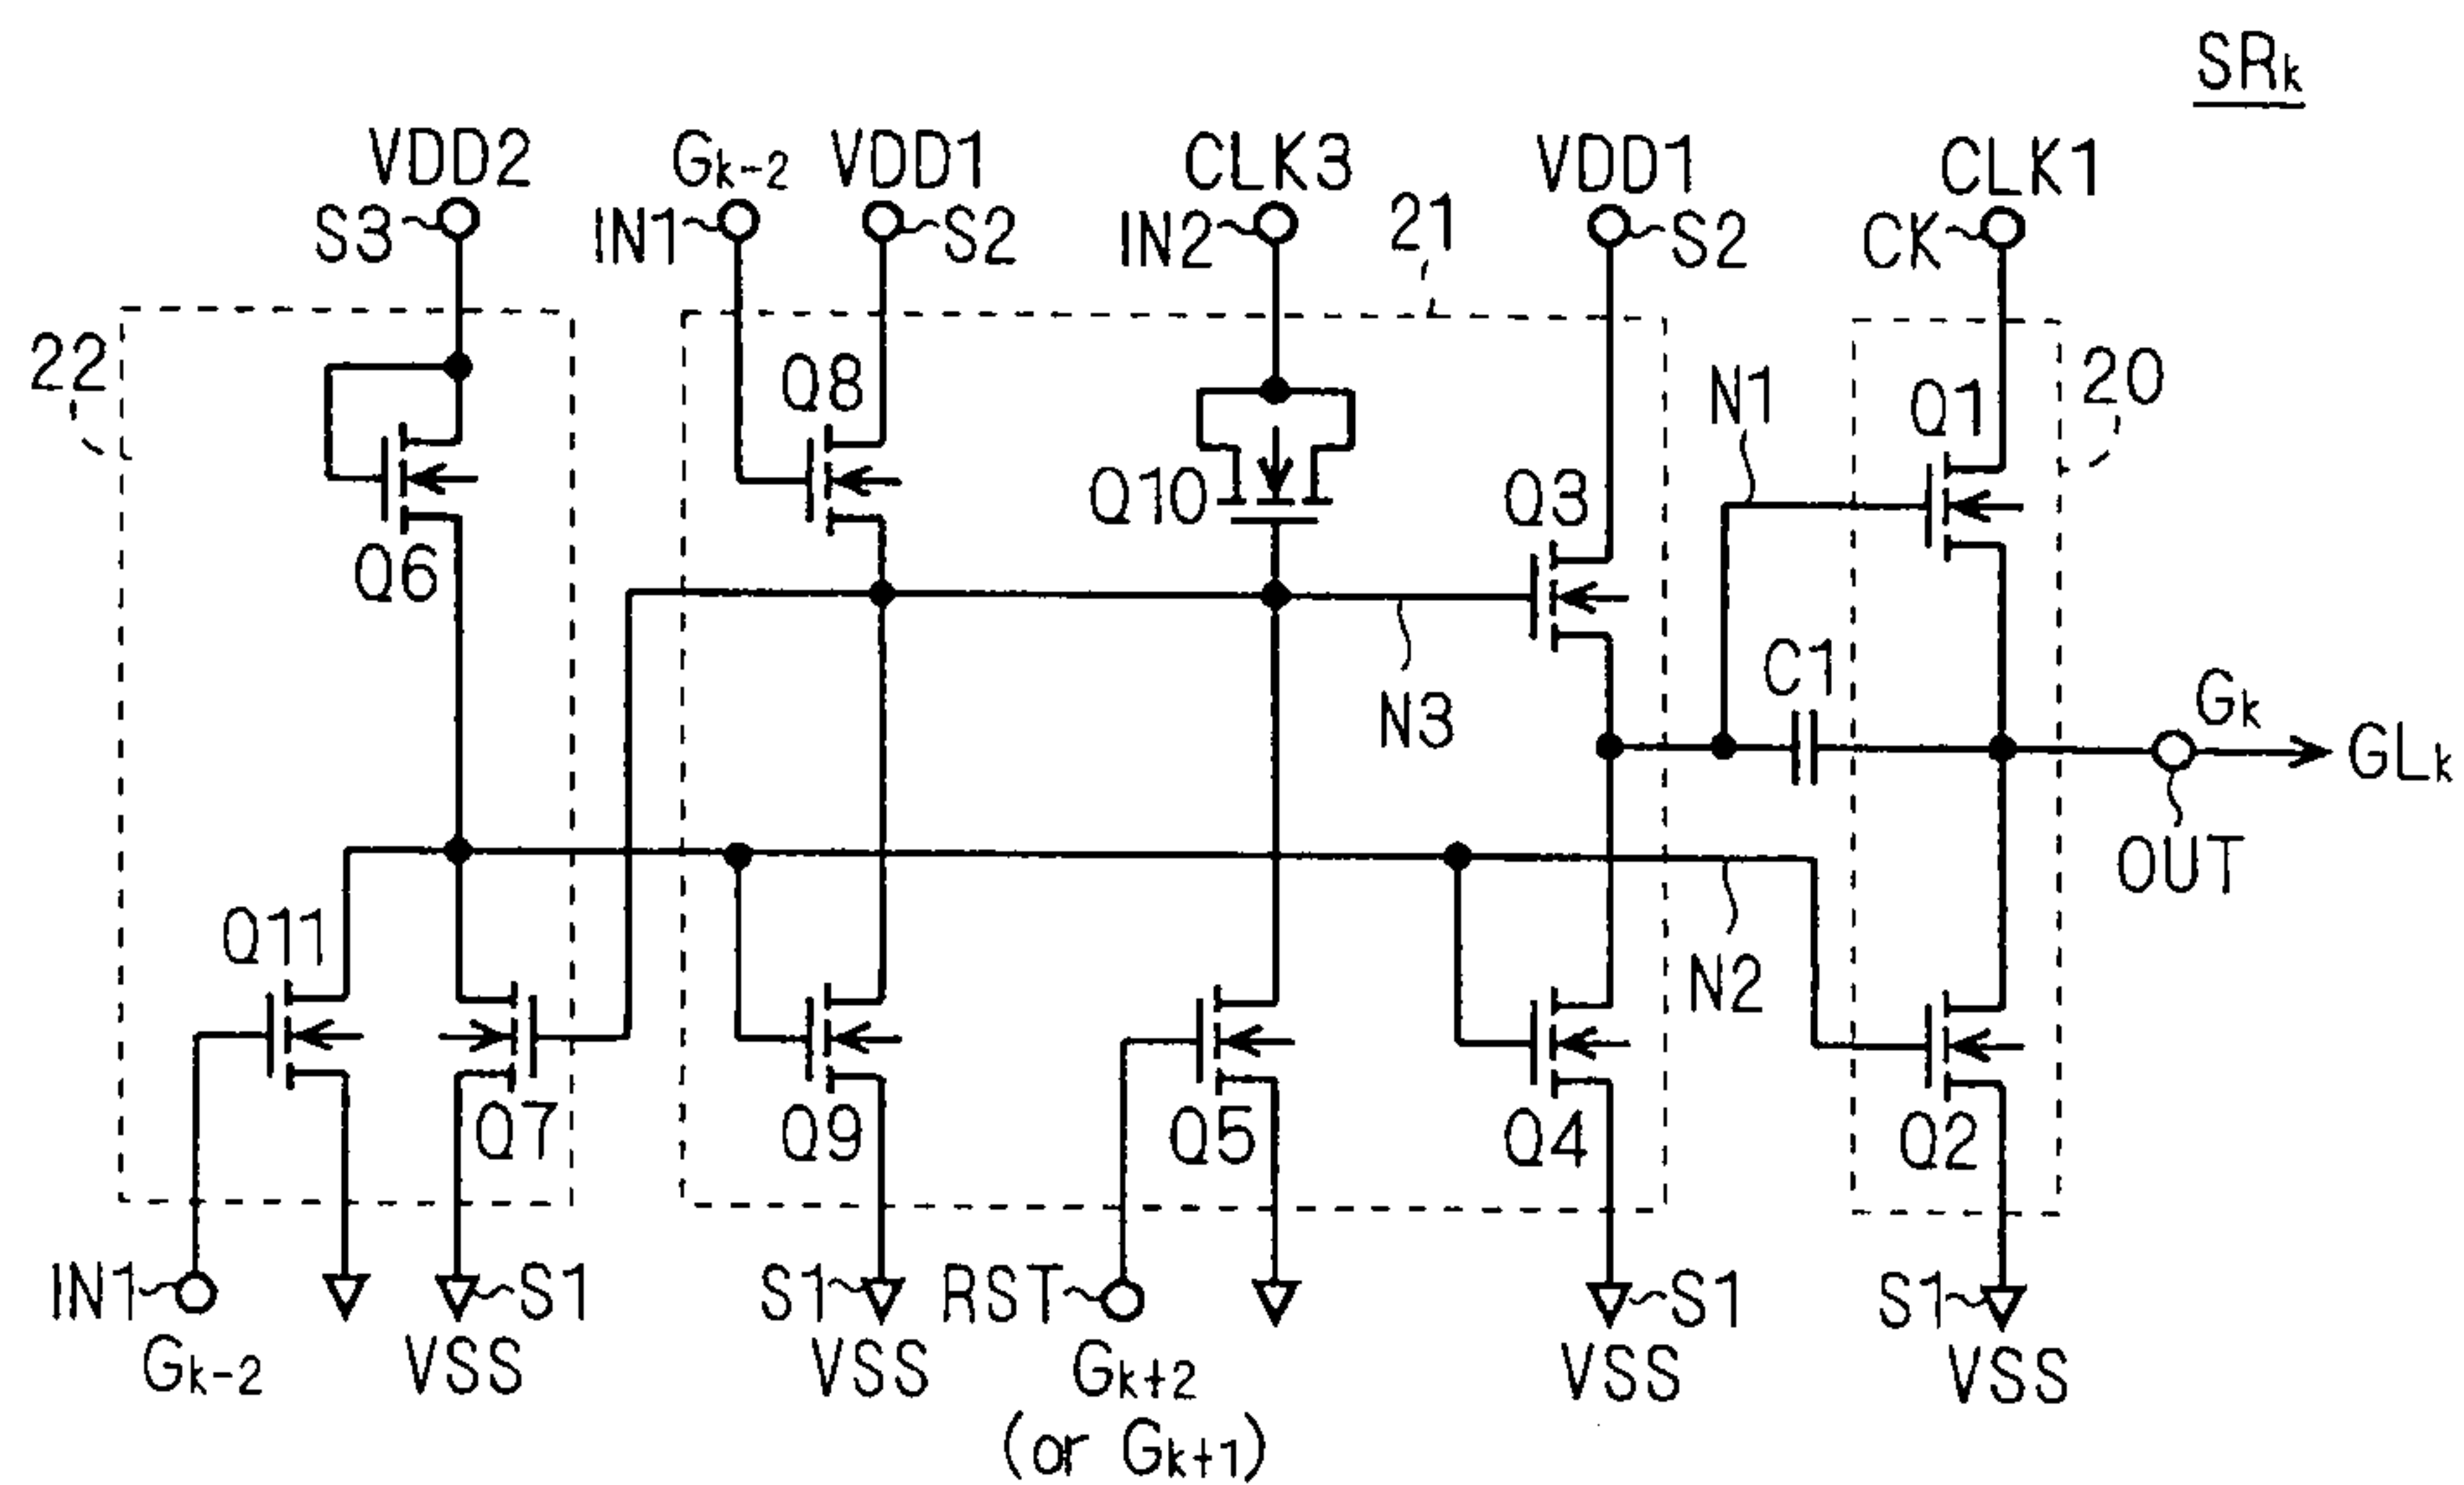 SRk
VDD2
Gk-2
VDD1
CLK3
VDD1
CLK1
S3
IN1
S2
IN2
21
S2
CK
22
Q8
N1
Q1
20
Q10
Q3
Q6
C1
N3
Gk
GLk
OUT
Q11
N2
Q7
Q9
Q5
Q4
Q2
IN1
S1
S1
RST
S1
S1
Gk-2
VSS
VSS
Gk+2
VSS
VSS
(or Gk+1)